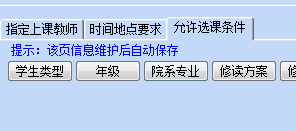 指定上课教师 时间地点要求 允许选课条件
提示：该页信息维护后自动保存
学生类型 年级 院系专业 修读方案 修